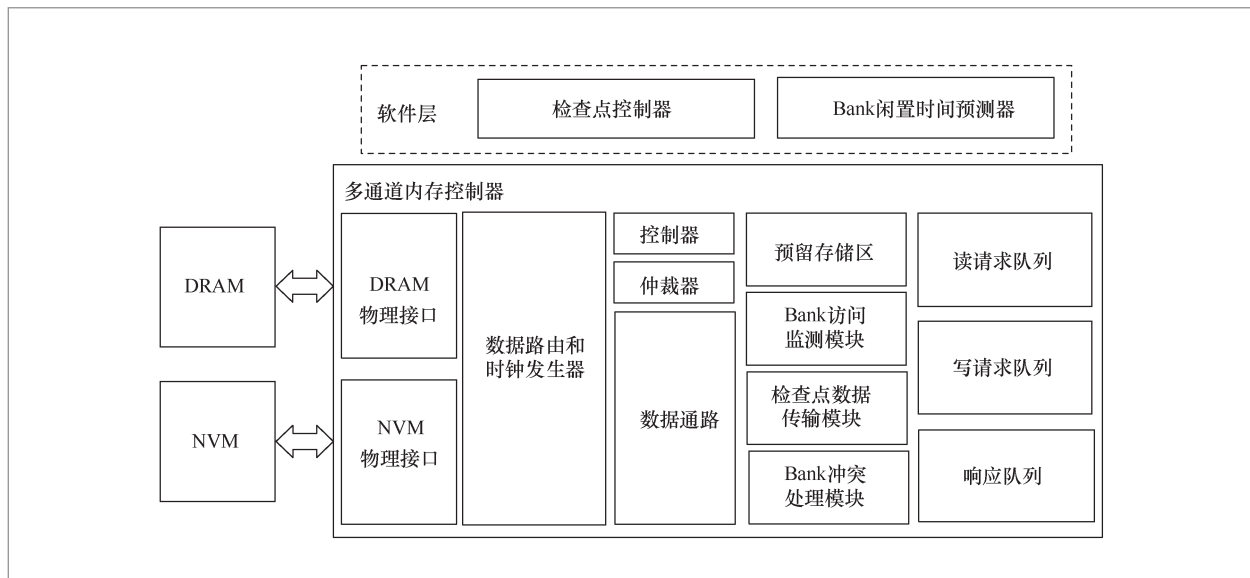 软件层
检查点控制器
Bank闲置时间预测器
多通道内存控制器
DRAM
NVM
DRAM
物理接口
NVM
物理接口
数据路由和
时钟发生器
控制器
仲裁器
数据通路
预留存储区
Bank访问
监测模块
检查点数据
传输模块
Bank冲突
处理模块
读请求队列
写请求队列
响应队列